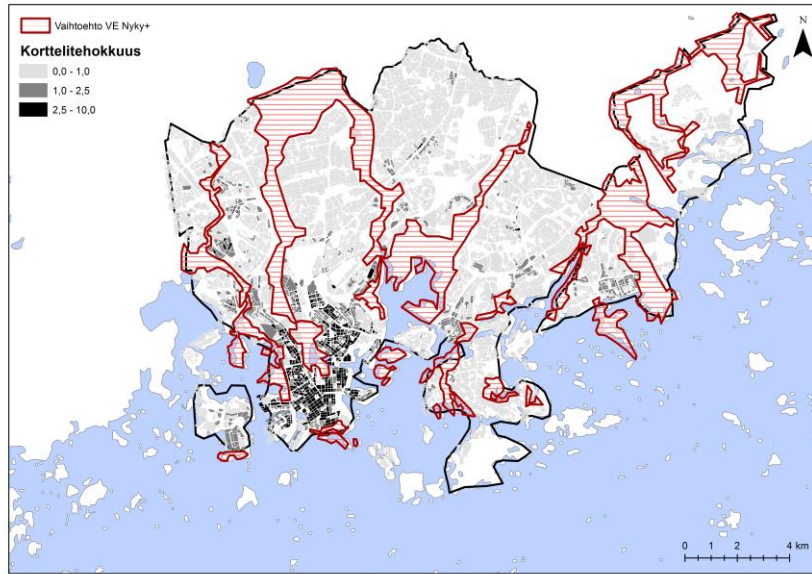 Vaihtoehto VE Nyky+
Korttelitehokkuus
0,0 - 1,0
1,0 - 2,5
2,5 - 10,0
N
0 1 2 4 km